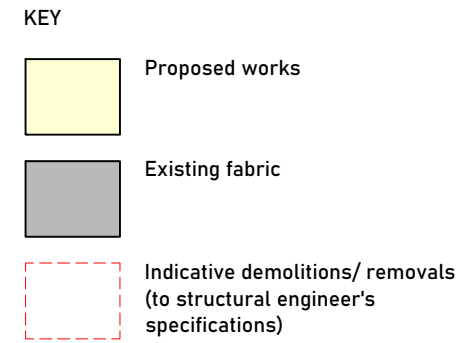 KEY
Proposed works
Existing fabric
Indicative demolitions/ removals
(to structural engineer's
specifications)